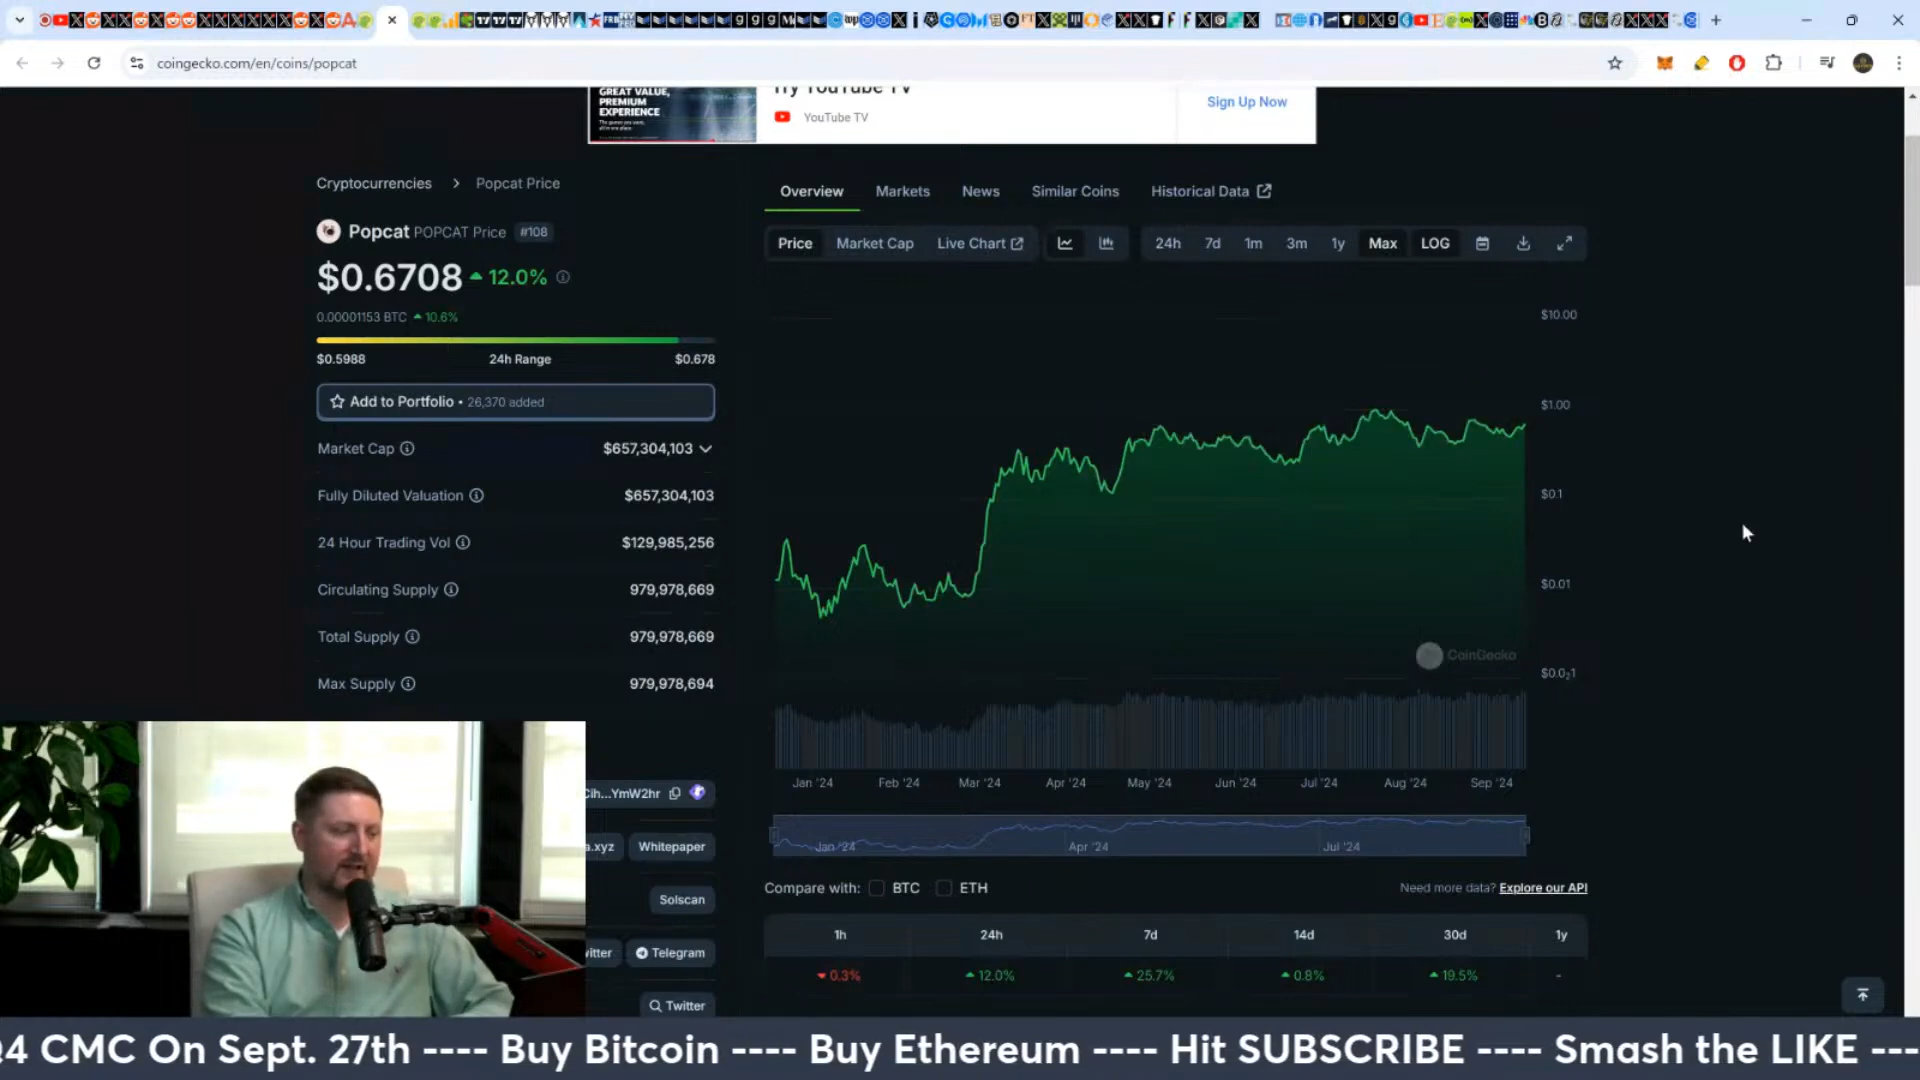 coingecko.com/en/coins/popcat
GREAT VALUE,
PREMIUM
EXPERIENCE
Try YouTube TV
YouTube TV
Sign Up Now
Cryptocurrencies > Popcat Price
Popcat POPCAT Price #108
$0.6708 12.0%
0.00001153 BTC 10.6%
$0.5988 24h Range $0.678
Add to Portfolio • 26,370 added
Market Cap $657,304,103
Fully Diluted Valuation $657,304,103
24 Hour Trading Vol $129,985,256
Circulating Supply 979,978,669
Total Supply 979,978,669
Max Supply 979,978,694
Cih...YmW2hr
a.xyz Whitepaper
Solscan
witter Telegram
Twitter
Overview Markets News Similar Coins Historical Data
Price Market Cap Live Chart 24h 7d 1m 3m 1y Max LOG
$10.00
$1.00
$0.1
$0.01
$0.0₂1
CoinGecko
Jan '24 Feb '24 Mar '24 Apr '24 May '24 Jun '24 Jul '24 Aug '24 Sep '24
Jan '24 Apr '24 Jul '24
Compare with: BTC ETH Need more data? Explore our API
1h 24h 7d 14d 30d 1y
0.3% 12.0% 25.7% 0.8% 19.5% -
Q4 CMC On Sept. 27th ---- Buy Bitcoin ---- Buy Ethereum ---- Hit SUBSCRIBE ---- Smash the LIKE ---